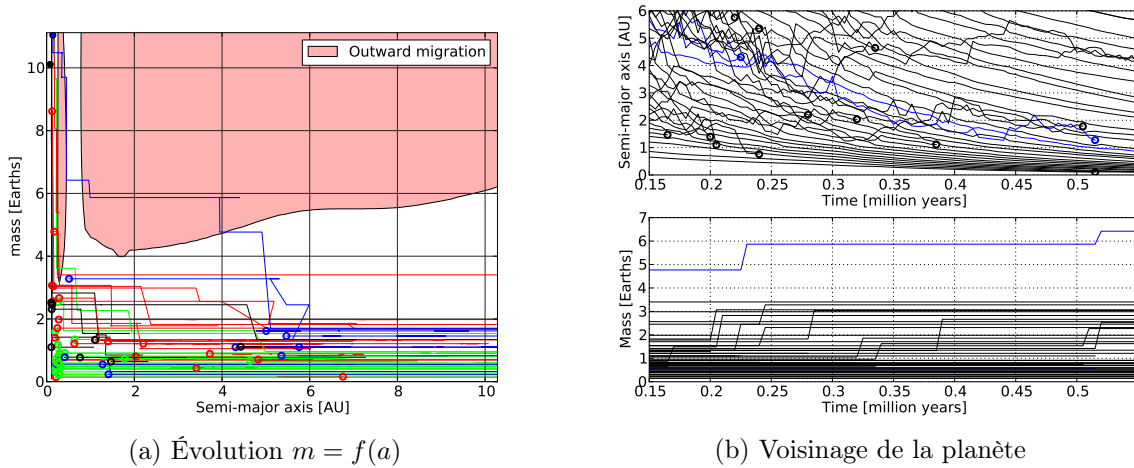 Outward migration
mass [Earths]
10
8
6
4
2
0
0 2 4 6 8 10
Semi-major axis [AU]
(a) Évolution m = f(a)
Semi-major axis [AU]
6
5
4
3
2
1
0
0.15 0.2 0.25 0.3 0.35 0.4 0.45 0.5
Time [million years]
Mass [Earths]
7
6
5
4
3
2
1
0
0.15 0.2 0.25 0.3 0.35 0.4 0.45 0.5
Time [million years]
(b) Voisinage de la planète